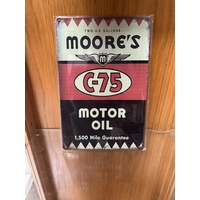 TWO U.S. GALLONS
MOORE'S
M
C-75
MOTOR
OIL
1,500 Mile Guarantee